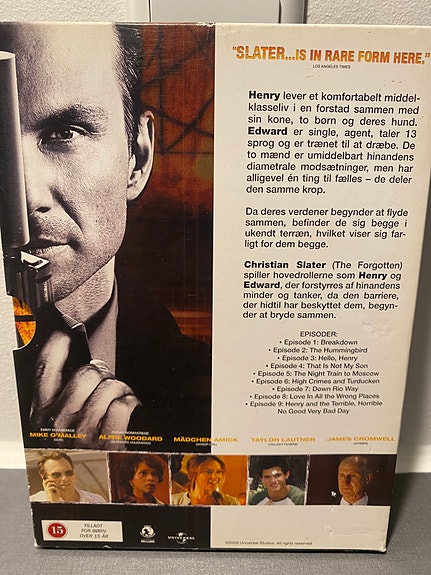 "SLATER...IS IN RARE FORM HERE."
LOS ANGELES TIMES
Henry lever et komfortabelt middel-
klasseliv i en forstad sammen med
sin kone, to børn og deres hund.
Edward er single, agent, taler 13
sprog og er trænet til at dræbe. De
to mænd er umiddelbart hinandens
diametrale modsætninger, men har
alligevel én ting til fælles – de deler
den samme krop.
Da deres verdener begynder at flyde
sammen, befinder de sig begge i
ukendt terræn, hvilket viser sig far-
ligt for dem begge.
Christian Slater (The Forgotten)
spiller hovedrollerne som Henry og
Edward, der forstyrres af hinandens
minder og tanker, da den barriere,
der hidtil har beskyttet dem, begyn-
der at bryde sammen.
EPISODER:
• Episode 1: Breakdown
• Episode 2: The Hummingbird
• Episode 3: Hello, Henry
• Episode 4: That Is Not My Son
• Episode 5: The Night Train to Moscow
• Episode 6: High Crimes and Turducken
• Episode 7: Down Rio Way
• Episode 8: Love In All the Wrong Places
• Episode 9: Henry and the Terrible, Horrible
No Good Very Bad Day
MIKE O'MALLEY ALFRE WOODARD MÄDCHEN AMICK TAYLOR LAUTNER JAMES CROMWELL
15
TILLADT
FOR BØRN
OVER 15 ÅR
UNIVERSAL
©2009 Universal Studios. All rights reserved.